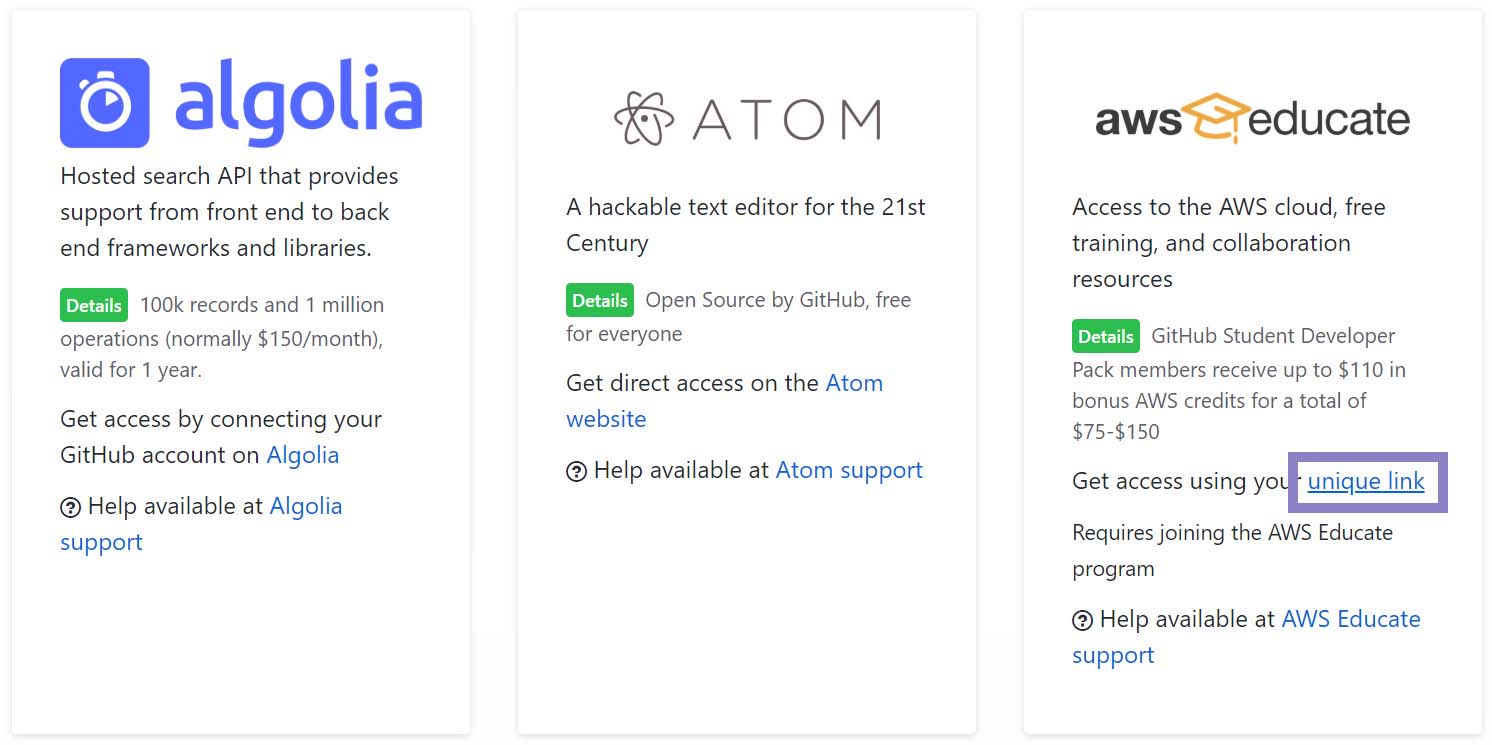 algolia
Hosted search API that provides
support from front end to back
end frameworks and libraries.
Details 100k records and 1 million
operations (normally $150/month),
valid for 1 year.
Get access by connecting your
GitHub account on Algolia
Help available at Algolia
support
ATOM
A hackable text editor for the 21st
Century
Details Open Source by GitHub, free
for everyone
Get direct access on the Atom
website
Help available at Atom support
aws educate
Access to the AWS cloud, free
training, and collaboration
resources
Details GitHub Student Developer
Pack members receive up to $110 in
bonus AWS credits for a total of
$75-$150
Get access using your unique link
Requires joining the AWS Educate
program
Help available at AWS Educate
support